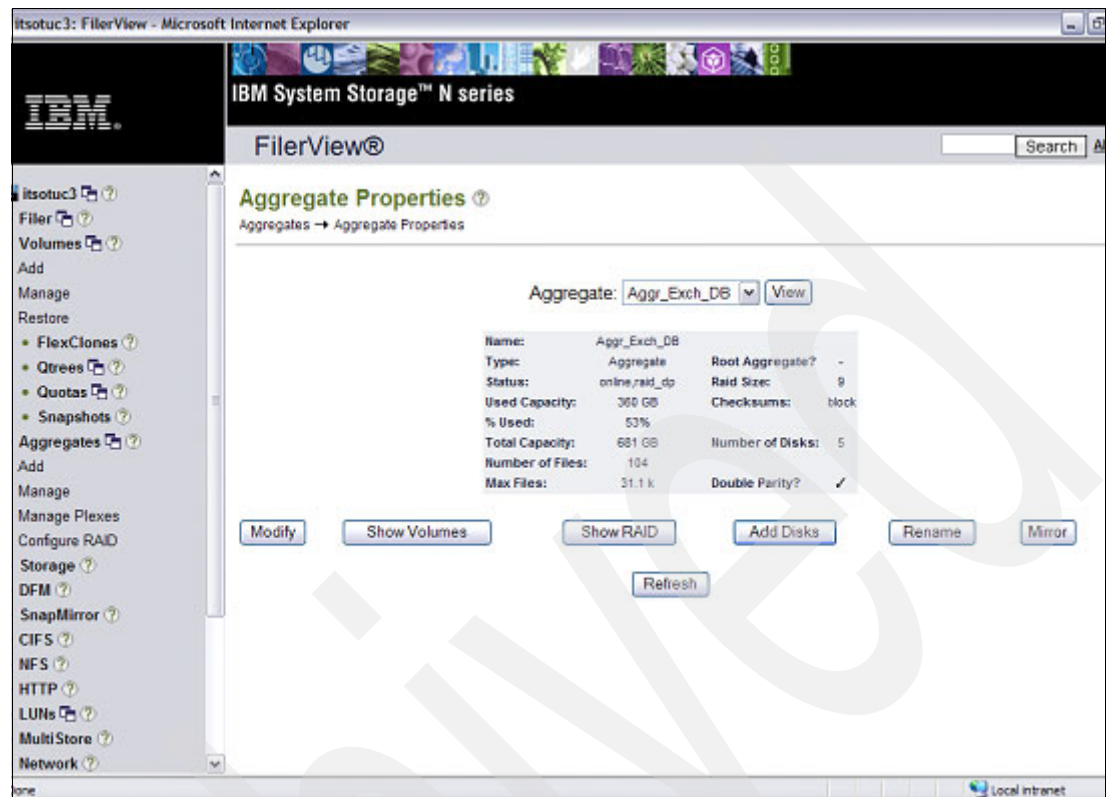 itsotuc3: FilerView - Microsoft Internet Explorer
IBM
IBM System Storage™ N series
FilerView®
Search
itsotuc3
Filer
Volumes
Add
Manage
Restore
• FlexClones
• Qtrees
• Quotas
• Snapshots
Aggregates
Add
Manage
Manage Plexes
Configure RAID
Storage
DFM
SnapMirror
CIFS
NFS
HTTP
LUNs
MultiStore
Network
Aggregate Properties
Aggregates → Aggregate Properties
Aggregate: Aggr_Exch_DB View
Name: Aggr_Exch_DB
Type: Aggregate Root Aggregate? -
Status: online,raid_dp Raid Size: 9
Used Capacity: 360 GB Checksums: block
% Used: 53%
Total Capacity: 681 GB Number of Disks: 5
Number of Files: 104
Max Files: 31.1 k Double Parity? ✓
Modify Show Volumes Show RAID Add Disks Rename Mirror
Refresh
Local intranet